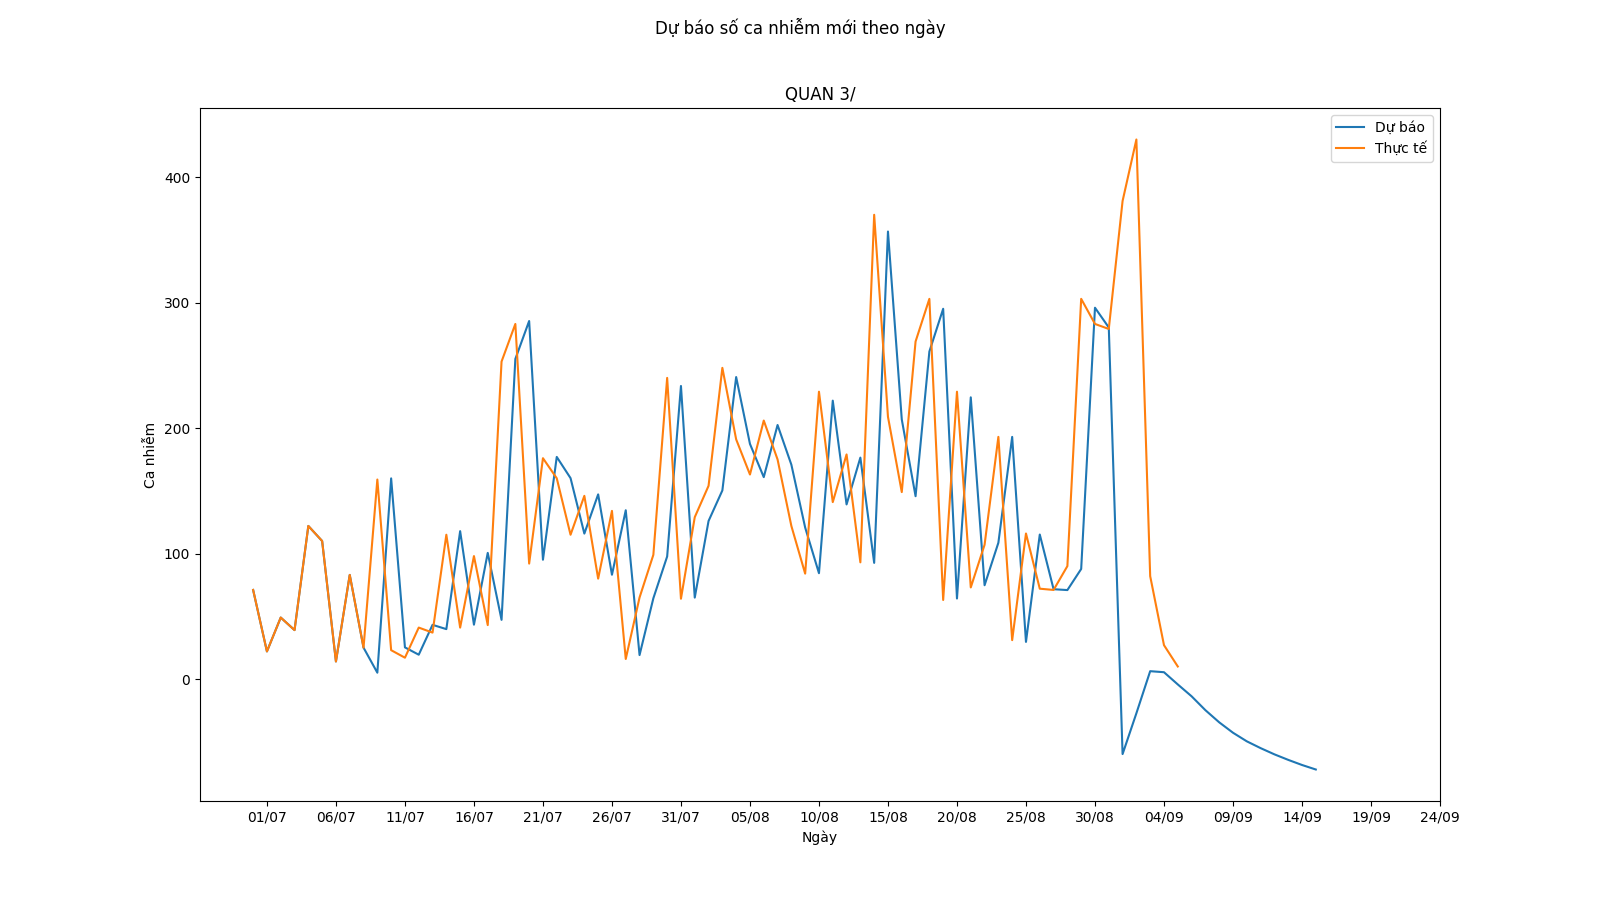 Dự báo số ca nhiễm mới theo ngày
QUAN 3/
Dự báo
Thực tế
Ca nhiễm
400
300
200
100
0
01/07 06/07 11/07 16/07 21/07 26/07 31/07 05/08 10/08 15/08 20/08 25/08 30/08 04/09 09/09 14/09 19/09 24/09
Ngày